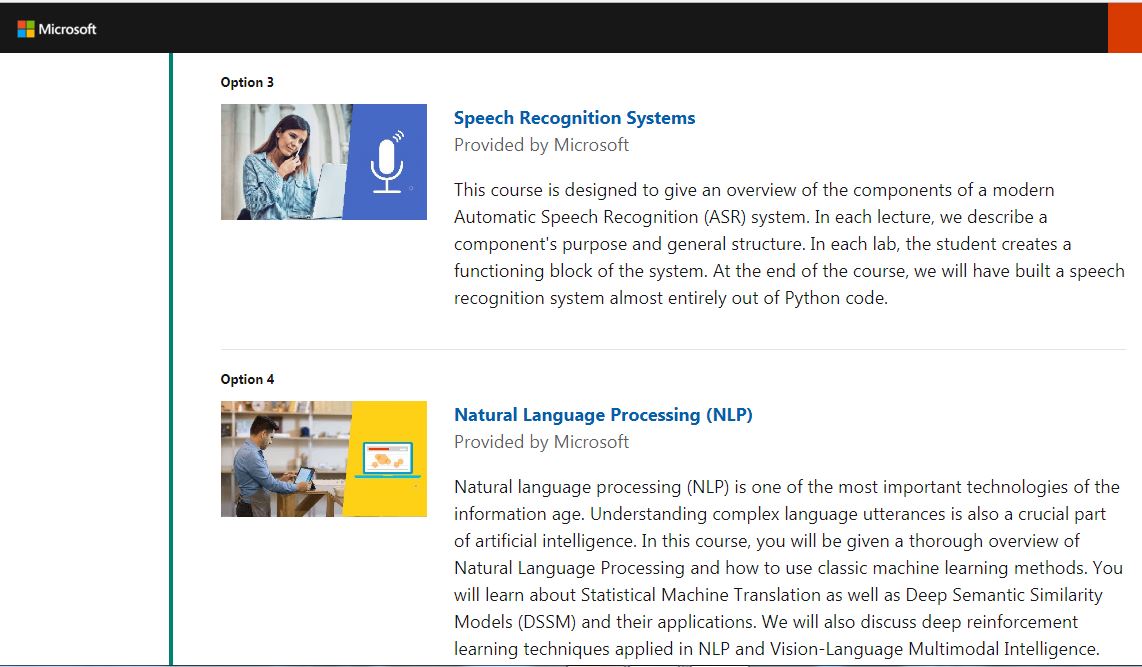 Microsoft
Option 3
Speech Recognition Systems
Provided by Microsoft
This course is designed to give an overview of the components of a modern
Automatic Speech Recognition (ASR) system. In each lecture, we describe a
component's purpose and general structure. In each lab, the student creates a
functioning block of the system. At the end of the course, we will have built a speech
recognition system almost entirely out of Python code.
Option 4
Natural Language Processing (NLP)
Provided by Microsoft
Natural language processing (NLP) is one of the most important technologies of the
information age. Understanding complex language utterances is also a crucial part
of artificial intelligence. In this course, you will be given a thorough overview of
Natural Language Processing and how to use classic machine learning methods. You
will learn about Statistical Machine Translation as well as Deep Semantic Similarity
Models (DSSM) and their applications. We will also discuss deep reinforcement
learning techniques applied in NLP and Vision-Language Multimodal Intelligence.